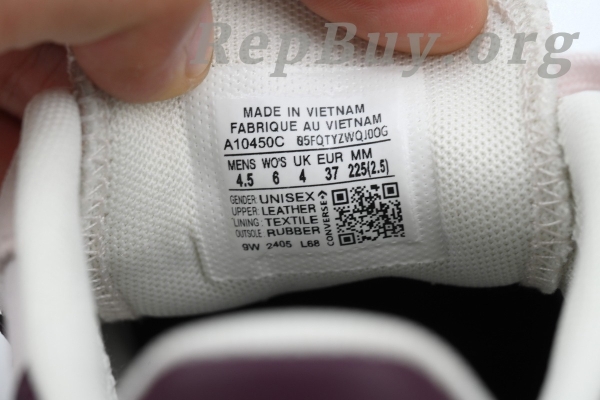 RepBuy.org
MADE IN VIETNAM
FABRIQUE AU VIETNAM
A10450C 05FQTYZWQJ0OG
MENS WO'S UK EUR MM
4.5 6 4 37 225(2.5)
GENDER: UNISEX
UPPER: LEATHER
LINING: TEXTILE
OUTSOLE RUBBER
CONVERSE
9W 2405 L68